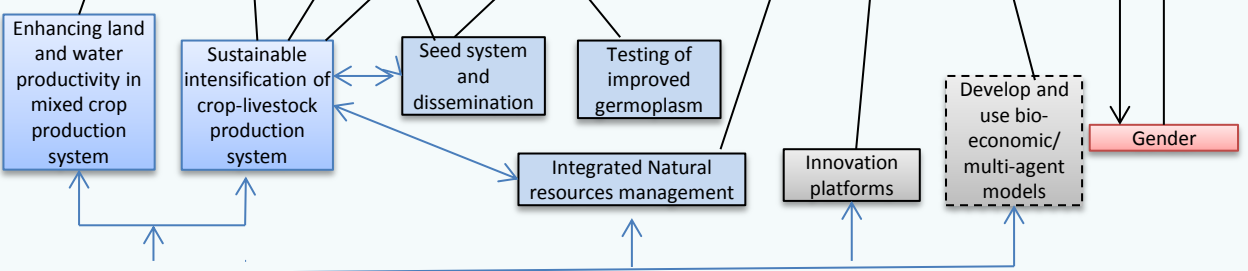 Enhancing land
and water
productivity in
mixed crop
production
system
Sustainable
intensification of
crop-livestock
production
system
Seed system
and
dissemination
Testing of
improved
germoplasm
Integrated Natural
resources management
Innovation
platforms
Develop and
use bio-
economic/
multi-agent
models
Gender